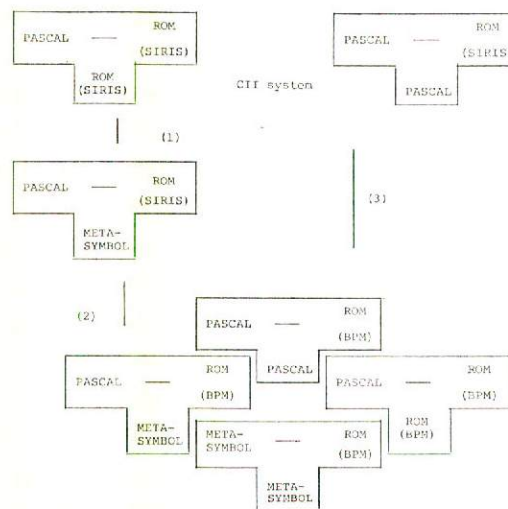 PASCAL — ROM (SIRIS)
ROM (SIRIS)
PASCAL — ROM (SIRIS)
PASCAL
CII system
(1)
PASCAL — ROM (SIRIS)
META-
SYMBOL
(3)
(2)
PASCAL — ROM (BPM)
PASCAL
PASCAL — ROM (BPM)
META-
SYMBOL
PASCAL — ROM (BPM)
ROM
(BPM)
META-
SYMBOL — ROM (BPM)
META-
SYMBOL